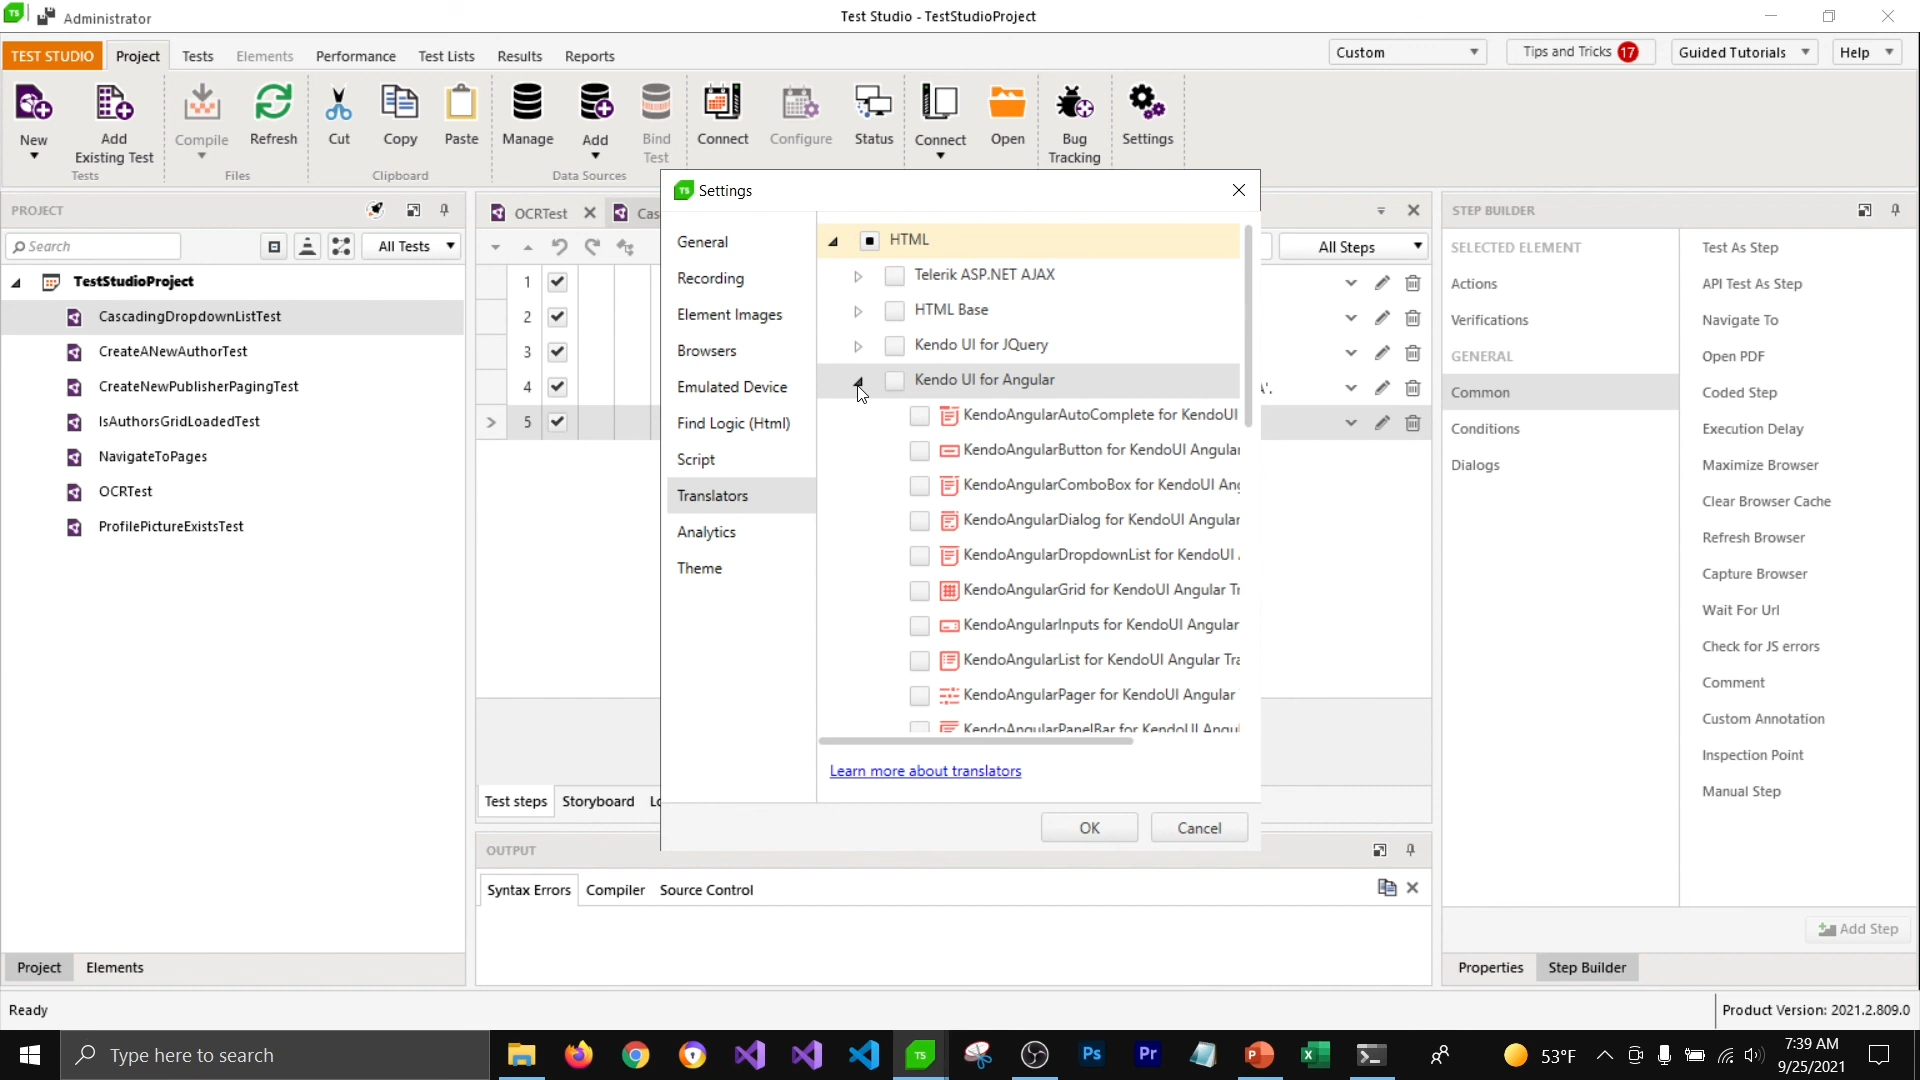 TS Administrator
Test Studio - TestStudioProject
TEST STUDIO Project Tests Elements Performance Test Lists Results Reports
Custom Tips and Tricks 17 Guided Tutorials Help
New Add Existing Test Compile Refresh Cut Copy Paste Manage Add Bind Test Connect Configure Status Connect Open Bug Tracking Settings
Tests Files Clipboard Data Sources
PROJECT
Search All Tests
TestStudioProject
CascadingDropdownListTest
CreateANewAuthorTest
CreateNewPublisherPagingTest
IsAuthorsGridLoadedTest
NavigateToPages
OCRTest
ProfilePictureExistsTest
Project Elements
OCRTest Cas
All Steps
1
2
3
4
5
Test steps Storyboard Lo
TS Settings
General
Recording
Element Images
Browsers
Emulated Device
Find Logic (Html)
Script
Translators
Analytics
Theme
HTML
Telerik ASP.NET AJAX
HTML Base
Kendo UI for JQuery
Kendo UI for Angular
KendoAngularAutoComplete for KendoUI
KendoAngularButton for KendoUI Angular
KendoAngularComboBox for KendoUI Ang
KendoAngularDialog for KendoUI Angular
KendoAngularDropdownList for KendoUI
KendoAngularGrid for KendoUI Angular Tr
KendoAngularInputs for KendoUI Angular
KendoAngularList for KendoUI Angular Tra
KendoAngularPager for KendoUI Angular
KendoAngularPanelBar for KendoUI Angul
Learn more about translators
OK Cancel
OUTPUT
Syntax Errors Compiler Source Control
STEP BUILDER
SELECTED ELEMENT
Actions
Verifications
GENERAL
Common
Conditions
Dialogs
Test As Step
API Test As Step
Navigate To
Open PDF
Coded Step
Execution Delay
Maximize Browser
Clear Browser Cache
Refresh Browser
Capture Browser
Wait For Url
Check for JS errors
Comment
Custom Annotation
Inspection Point
Manual Step
Add Step
Properties Step Builder
Ready
Product Version: 2021.2.809.0
Type here to search
TS Ps Pr
53°F
7:39 AM
9/25/2021